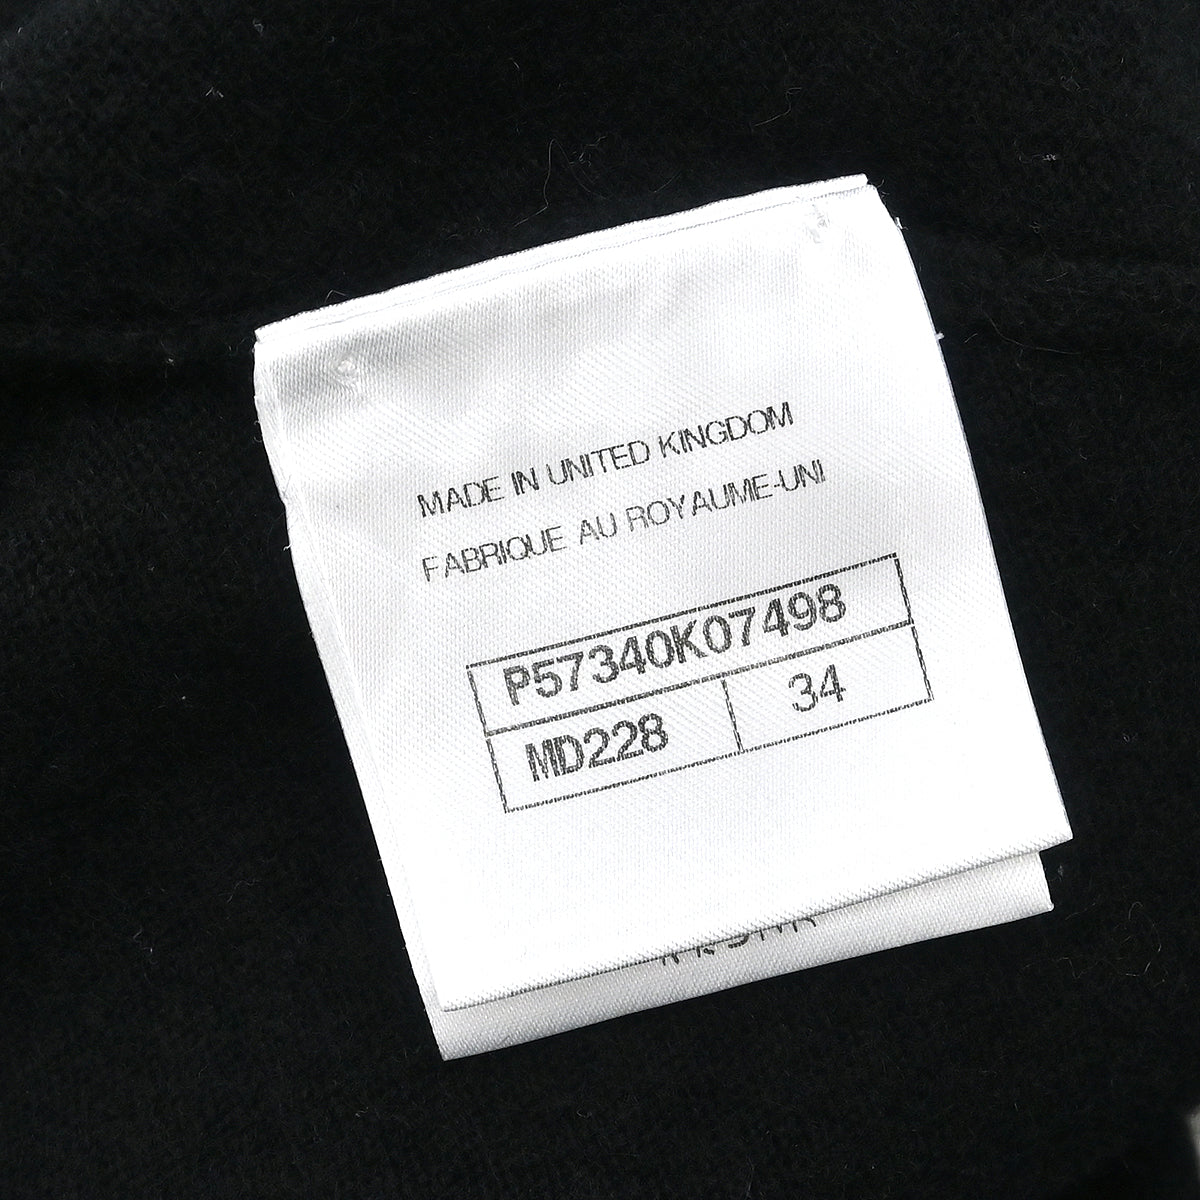 MADE IN UNITED KINGDOM
FABRIQUE AU ROYAUME-UNI
P57340K07498
MD228 34